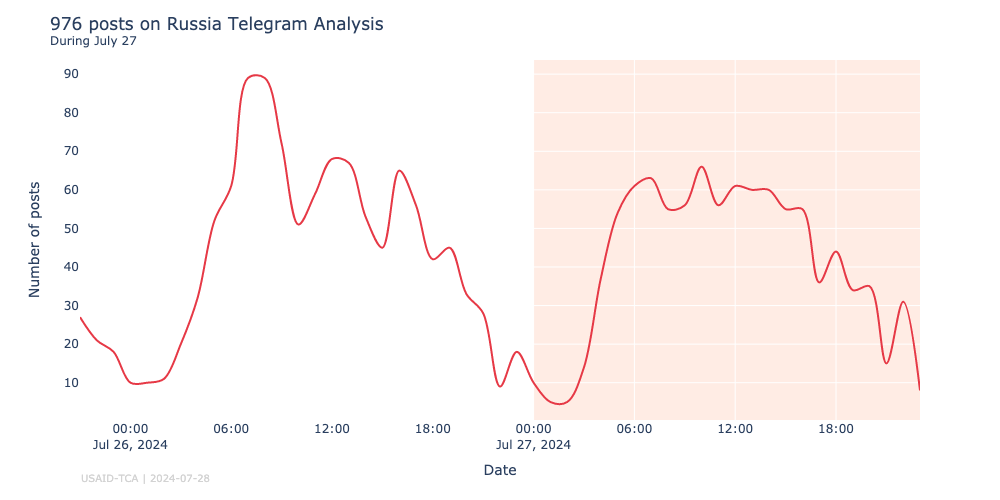 976 posts on Russia Telegram Analysis
During July 27
90
80
70
60
50
40
30
20
10
Number of posts
00:00 06:00 12:00 18:00 00:00 06:00 12:00 18:00
Jul 26, 2024 Jul 27, 2024
Date
USAID-TCA | 2024-07-28